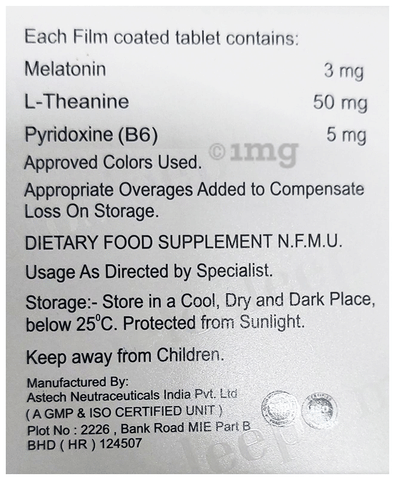 Each Film coated tablet contains:
Melatonin 3 mg
L-Theanine 50 mg
Pyridoxine (B6) 5 mg
©1mg
Approved Colors Used.
Appropriate Overages Added to Compensate
Loss On Storage.
DIETARY FOOD SUPPLEMENT N.F.M.U.
Usage As Directed by Specialist.
Storage:- Store in a Cool, Dry and Dark Place,
below 25⁰C. Protected from Sunlight.
Keep away from Children.
Manufactured By:
Astech Neutraceuticals India Pvt. Ltd
( A GMP & ISO CERTIFIED UNIT )
Plot No : 2226 , Bank Road MIE Part B
BHD ( HR ) 124507